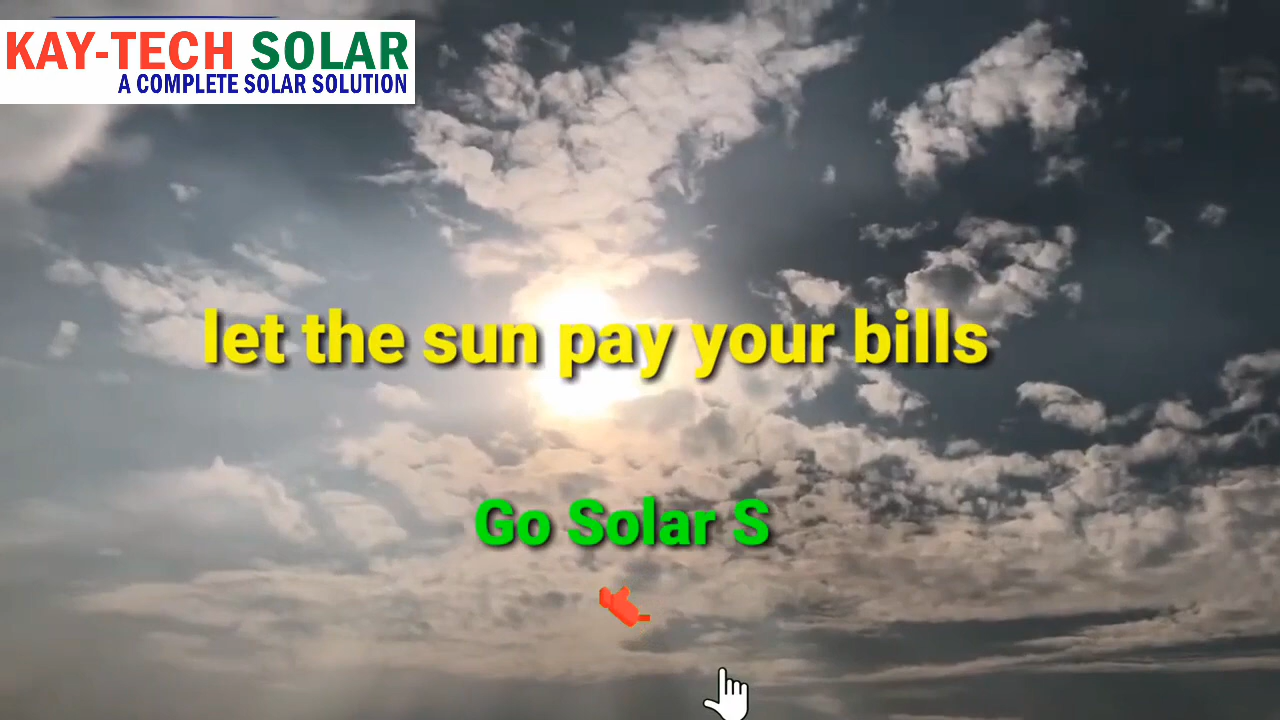 KAY-TECH SOLAR
A COMPLETE SOLAR SOLUTION
let the sun pay your bills
Go Solar S